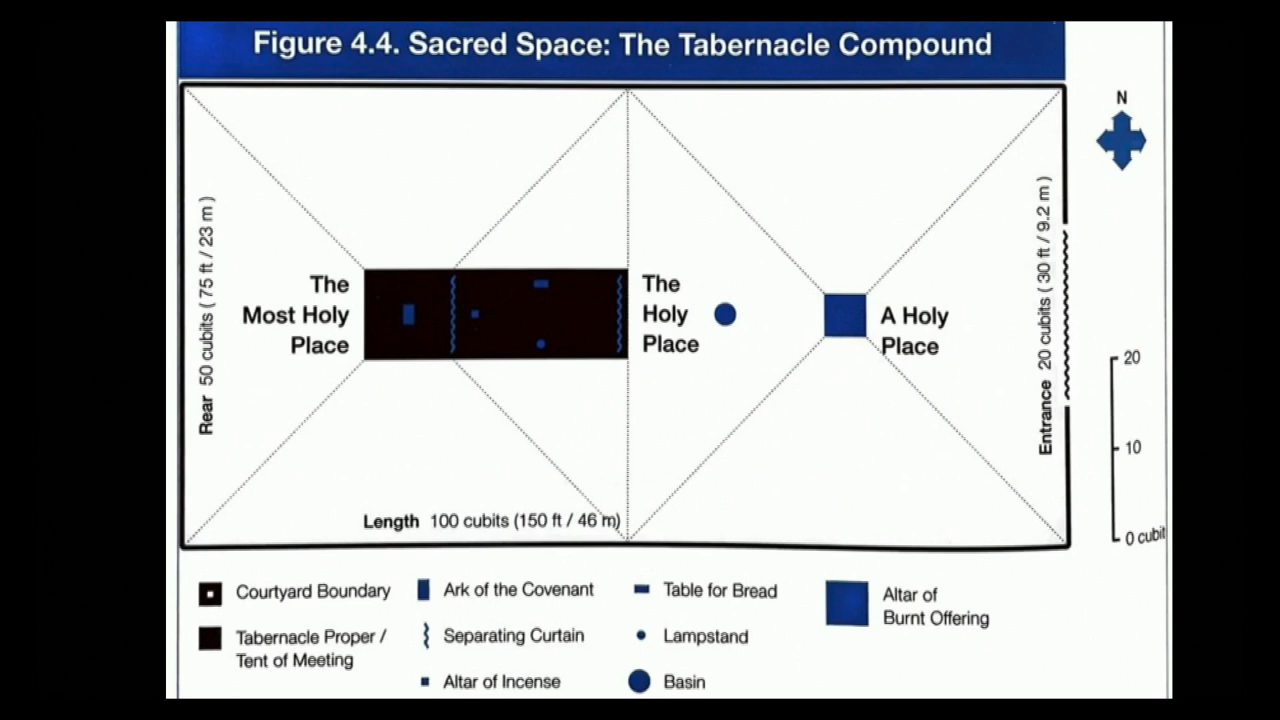 Figure 4.4. Sacred Space: The Tabernacle Compound
N
Rear 50 cubits ( 75 ft / 23 m )
The
Most Holy
Place
The
Holy
Place
A Holy
Place
Entrance 20 cubits ( 30 ft / 9.2 m )
20
10
0 cubit
Length 100 cubits (150 ft / 46 m)
Courtyard Boundary
Tabernacle Proper /
Tent of Meeting
Ark of the Covenant
Separating Curtain
Altar of Incense
Table for Bread
Lampstand
Basin
Altar of
Burnt Offering